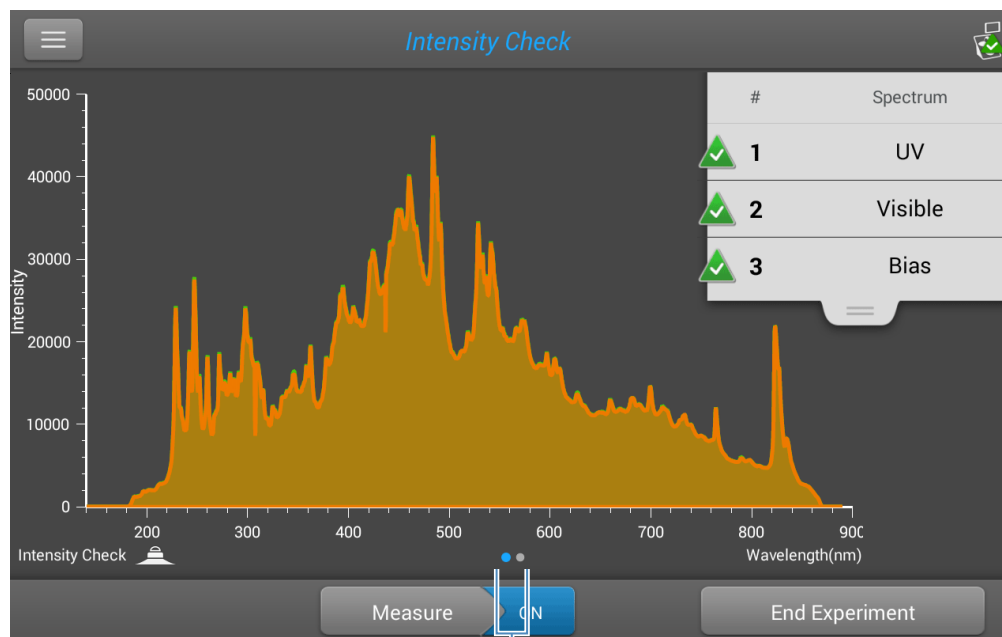 Intensity Check
# Spectrum
1 UV
2 Visible
3 Bias
50000
40000
30000
20000
10000
0
Intensity
200 300 400 500 600 700 800 900
Intensity Check
Wavelength(nm)
Measure
ON
End Experiment